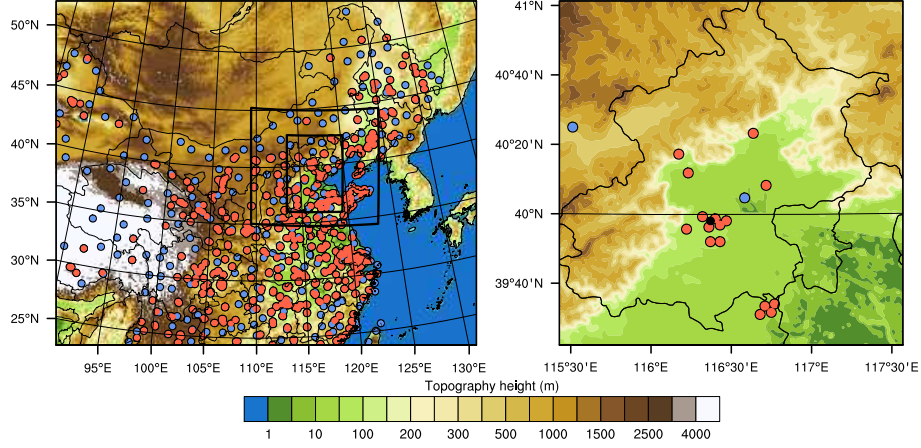 50°N
45°N
40°N
35°N
30°N
25°N
95°E 100°E 105°E 110°E 115°E 120°E 125°E 130°E
41°N
40°40'N
40°20'N
40°N
39°40'N
115°30'E 116°E 116°30'E 117°E 117°30'E
Topography height (m)
1 10 100 200 300 500 1000 1500 2500 4000